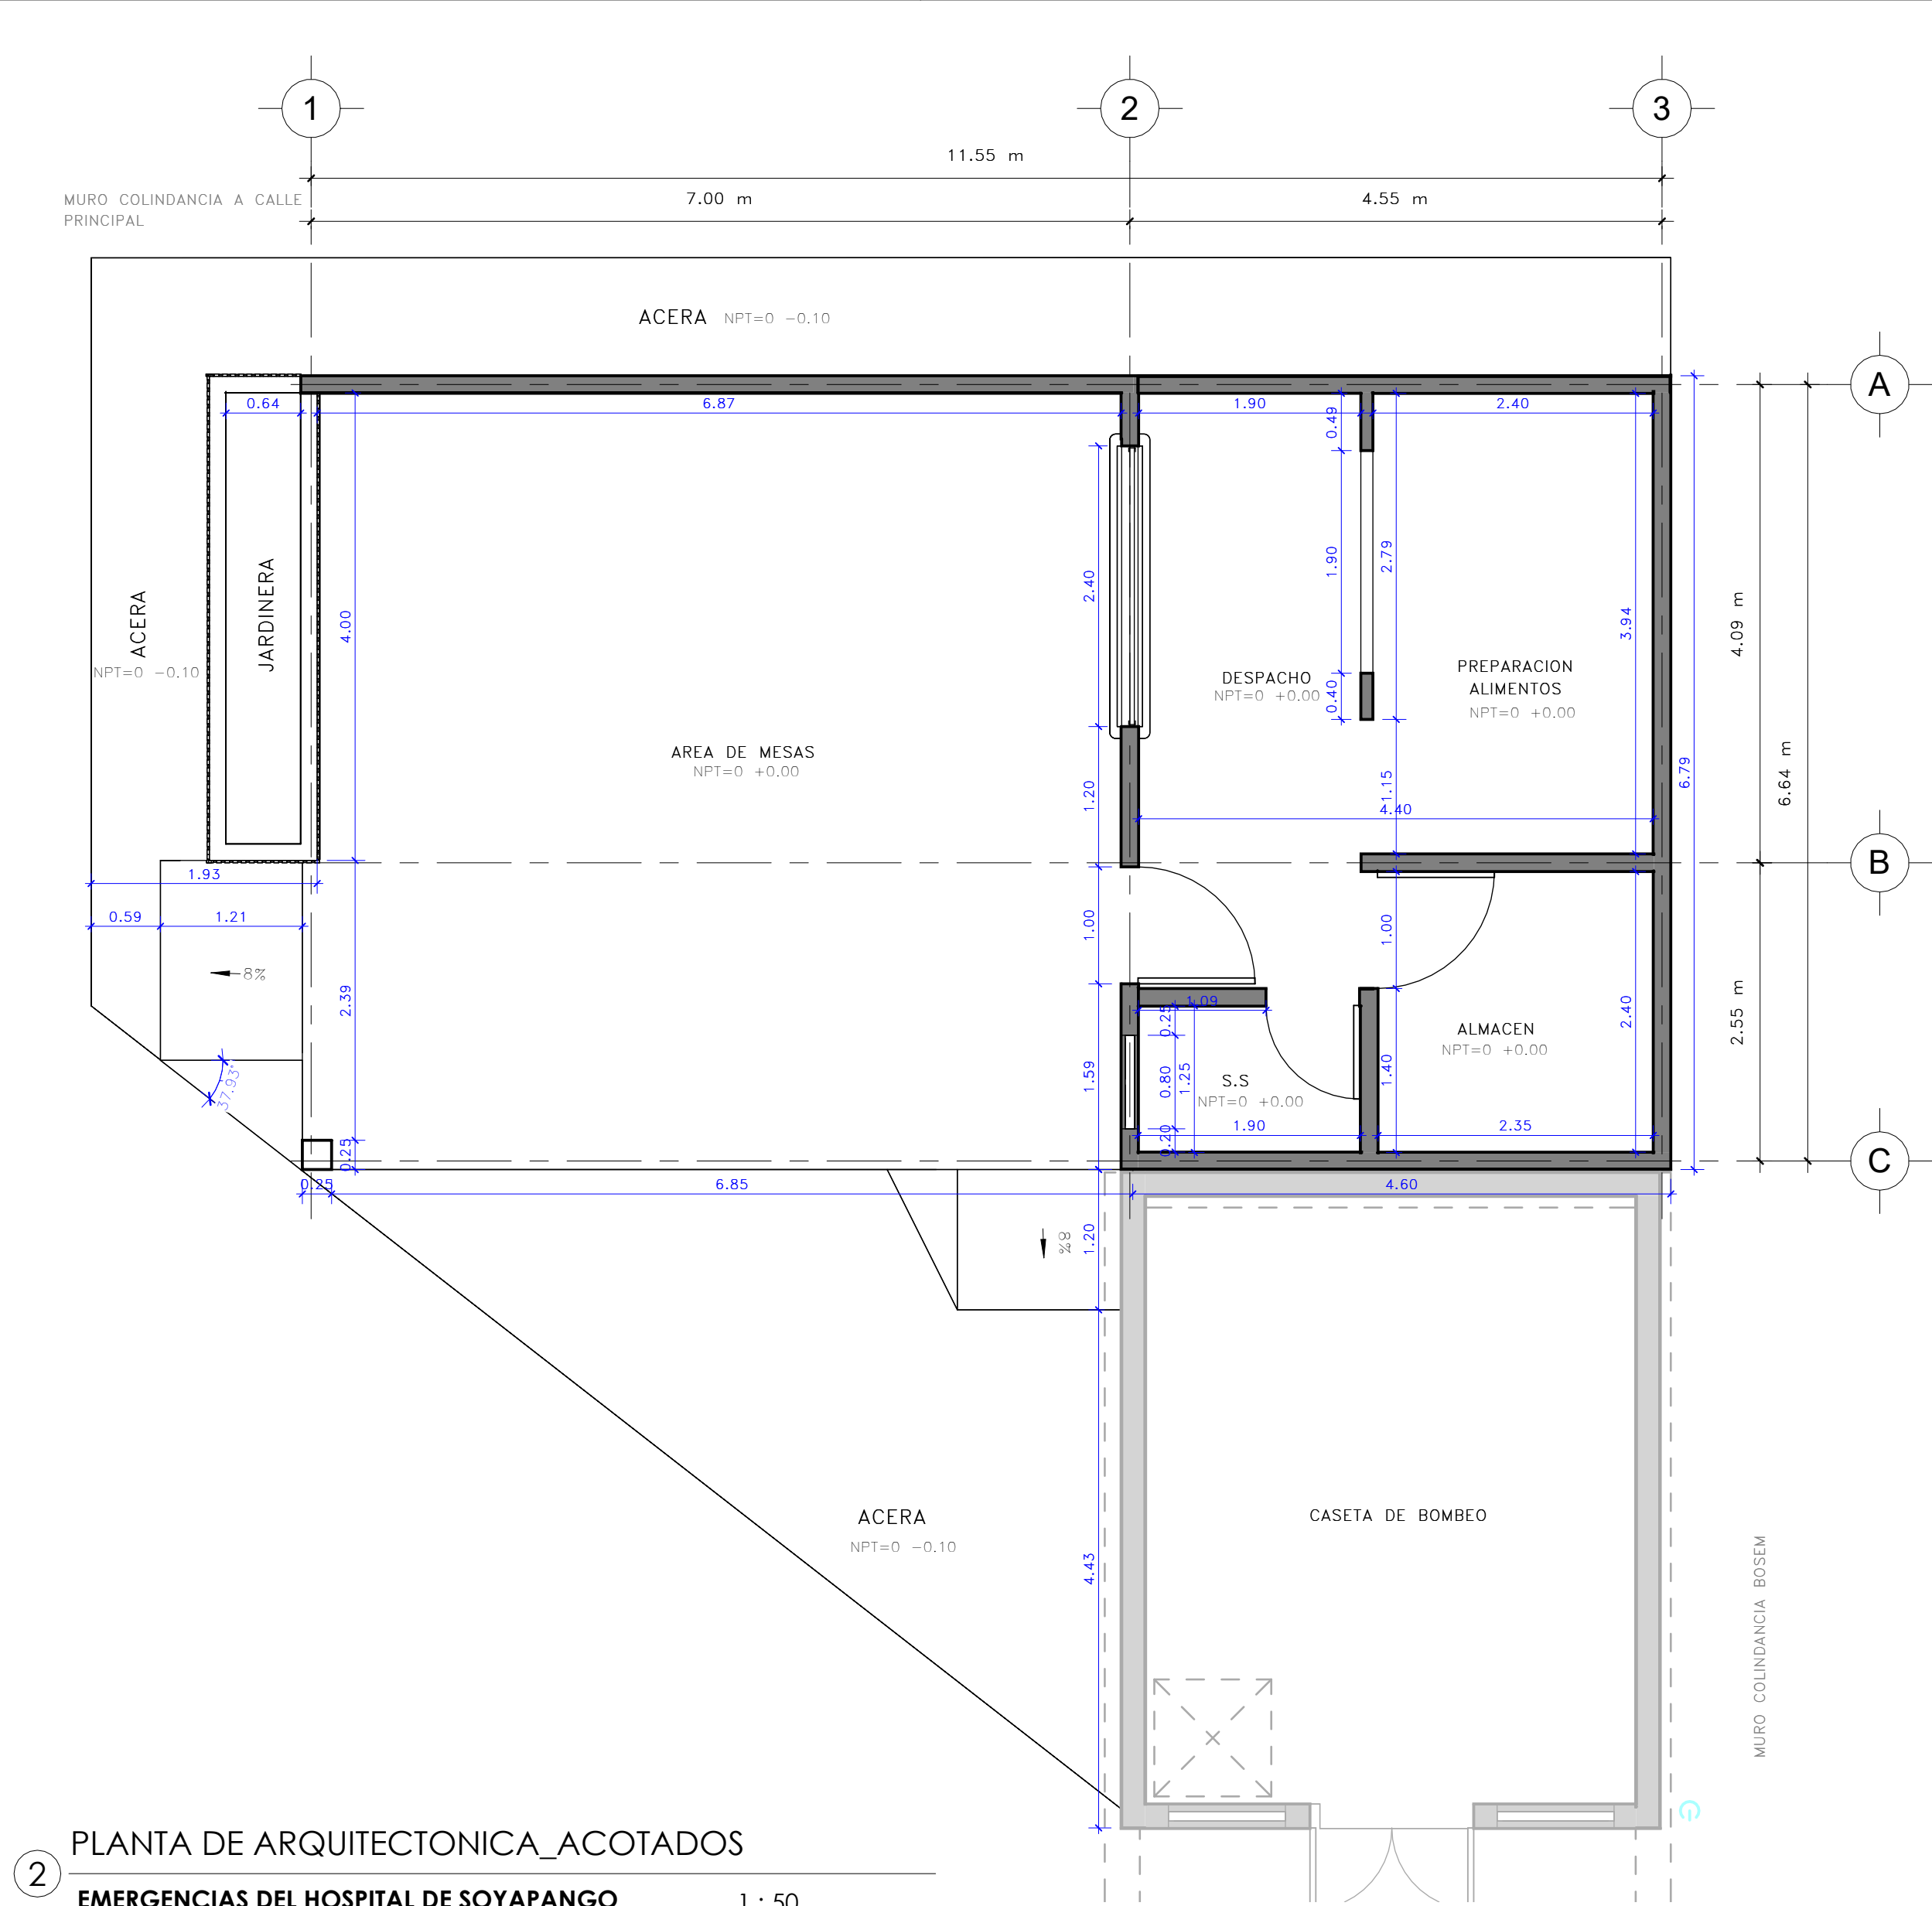 1
2
3
11.55 m
7.00 m
4.55 m
MURO COLINDANCIA A CALLE
PRINCIPAL
ACERA NPT=0 -0.10
A
0.64
6.87
1.90
2.40
0.49
JARDINERA
ACERA
NPT=0 -0.10
4.00
2.40
1.90
2.79
3.94
4.09 m
DESPACHO
NPT=0 +0.00
0.40
PREPARACION
ALIMENTOS
NPT=0 +0.00
AREA DE MESAS
NPT=0 +0.00
6.79
6.64 m
1.20
1.15
4.40
B
1.93
0.59
1.21
8%
1.00
1.00
2.39
1.09
0.25
2.40
2.55 m
ALMACEN
NPT=0 +0.00
37.93°
1.59
0.80
1.25
S.S
NPT=0 +0.00
1.40
0.20
1.90
2.35
0.25
C
0.25
6.85
4.60
8%
1.20
ACERA
NPT=0 -0.10
CASETA DE BOMBEO
4.43
MURO COLINDANCIA BOSEM
2
PLANTA DE ARQUITECTONICA_ACOTADOS
EMERGENCIAS DEL HOSPITAL DE SOYAPANGO 1 : 50